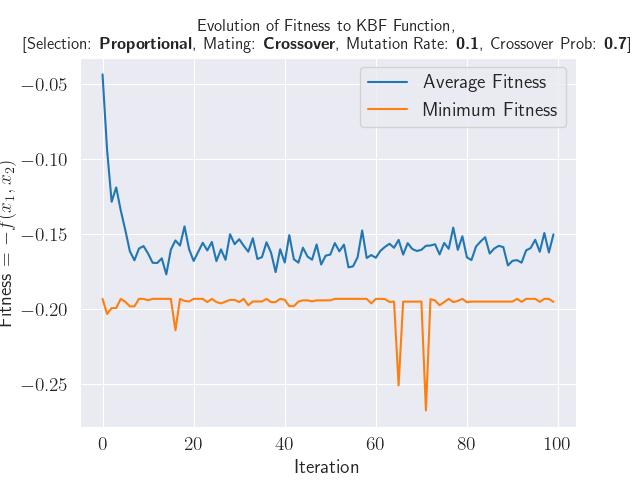 Evolution of Fitness to KBF Function,
[Selection: Proportional, Mating: Crossover, Mutation Rate: 0.1, Crossover Prob: 0.7]
Average Fitness
Minimum Fitness
Fitness = −f(x₁, x₂)
−0.05
−0.10
−0.15
−0.20
−0.25
0 20 40 60 80 100
Iteration